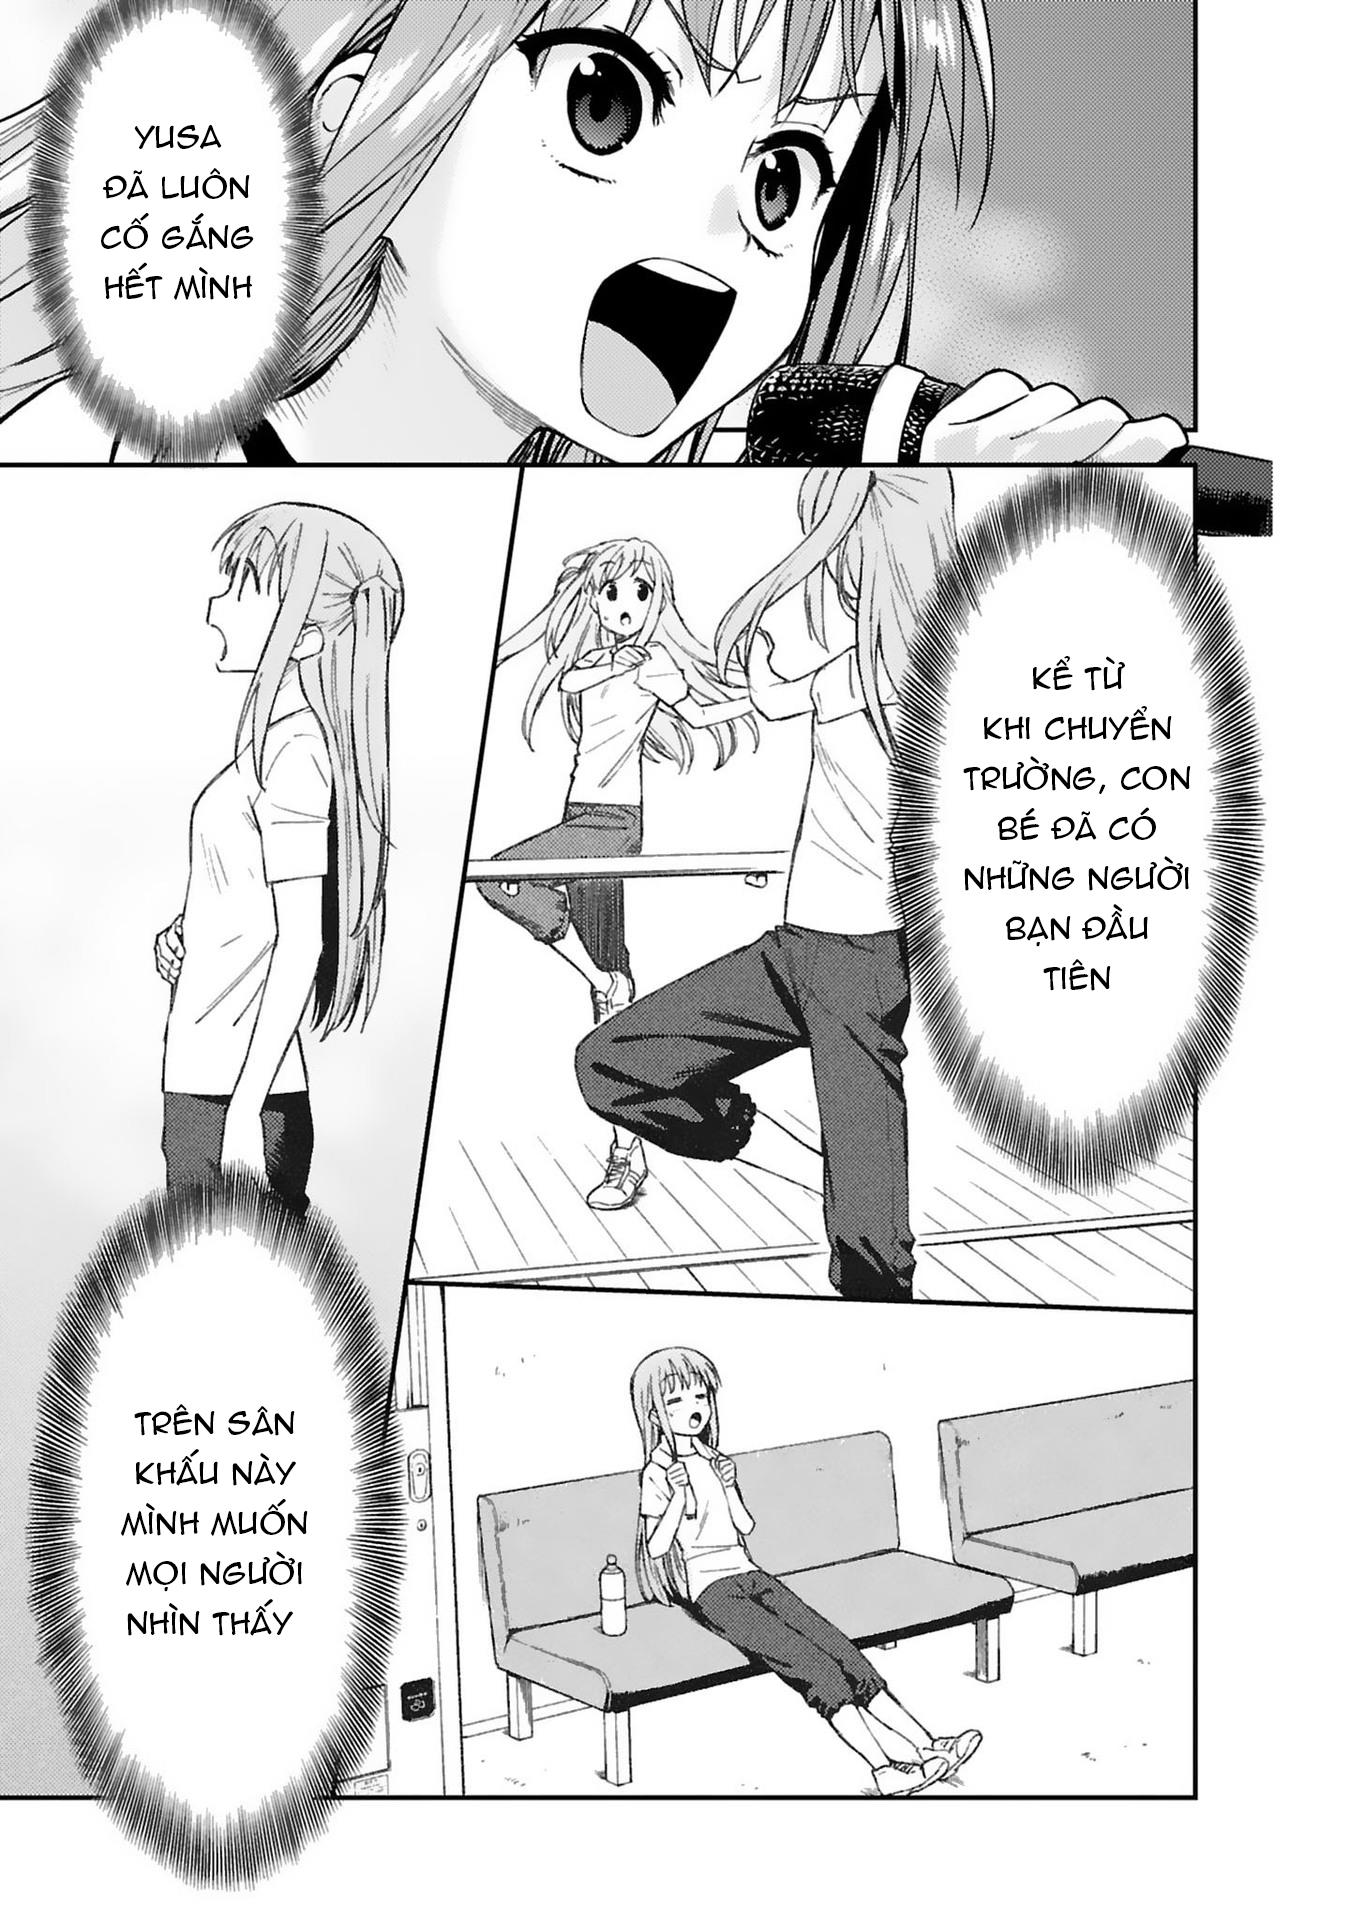 YUSA
ĐÃ LUÔN
CỐ GẮNG
HẾT MÌNH
KỂ TỪ
KHI CHUYỂN
TRƯỜNG, CON
BÉ ĐÃ CÓ
NHỮNG NGƯỜI
BẠN ĐẦU
TIÊN
TRÊN SÂN
KHẤU NÀY
MÌNH MUỐN
MỌI NGƯỜI
NHÌN THẤY